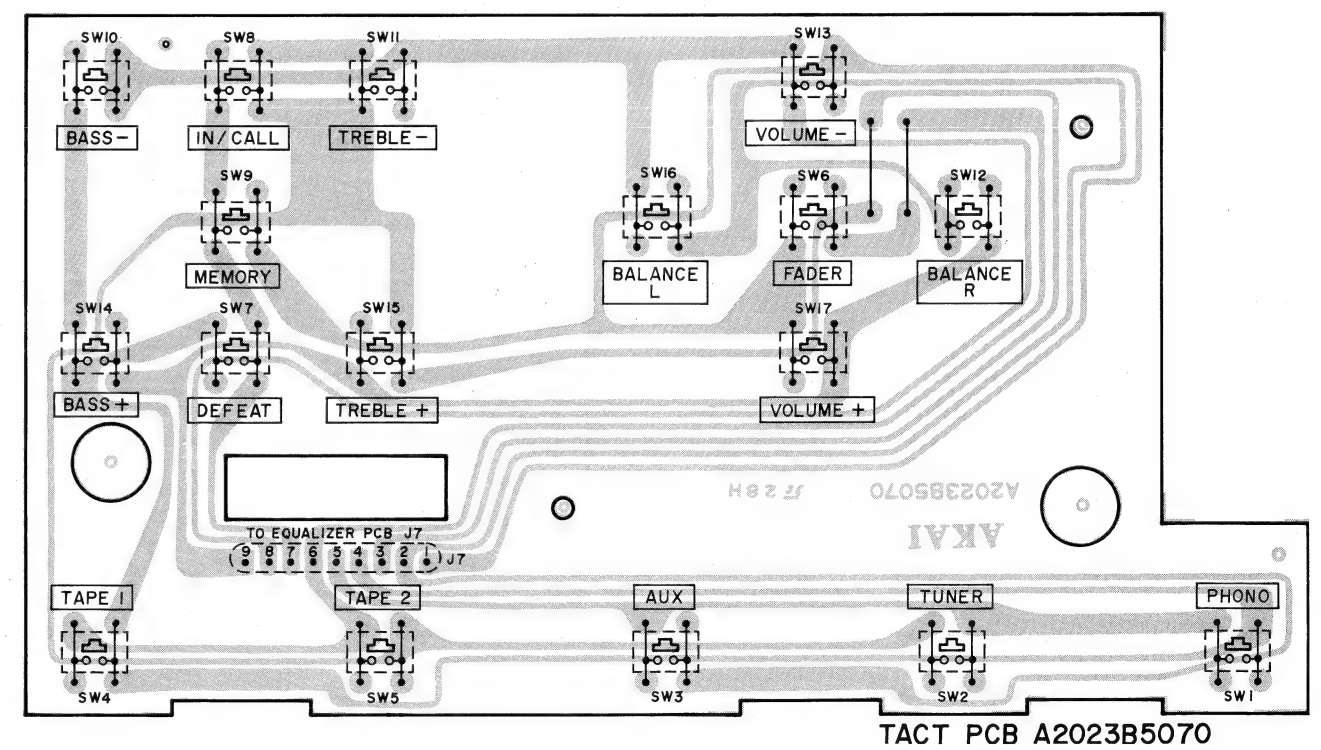 SW10
SW8
SW11
SW13
BASS -
IN/CALL
TREBLE -
VOLUME -
SW9
SW16
SW6
SW12
MEMORY
BALANCE
L
FADER
BALANCE
R
SW14
SW7
SW15
SW17
BASS +
DEFEAT
TREBLE +
VOLUME +
A2023B5070
AKAI
TO EQUALIZER PCB J7
9 8 7 6 5 4 3 2 1
J7
TAPE 1
TAPE 2
AUX
TUNER
PHONO
SW4
SW5
SW3
SW2
SW1
TACT PCB A2023B5070